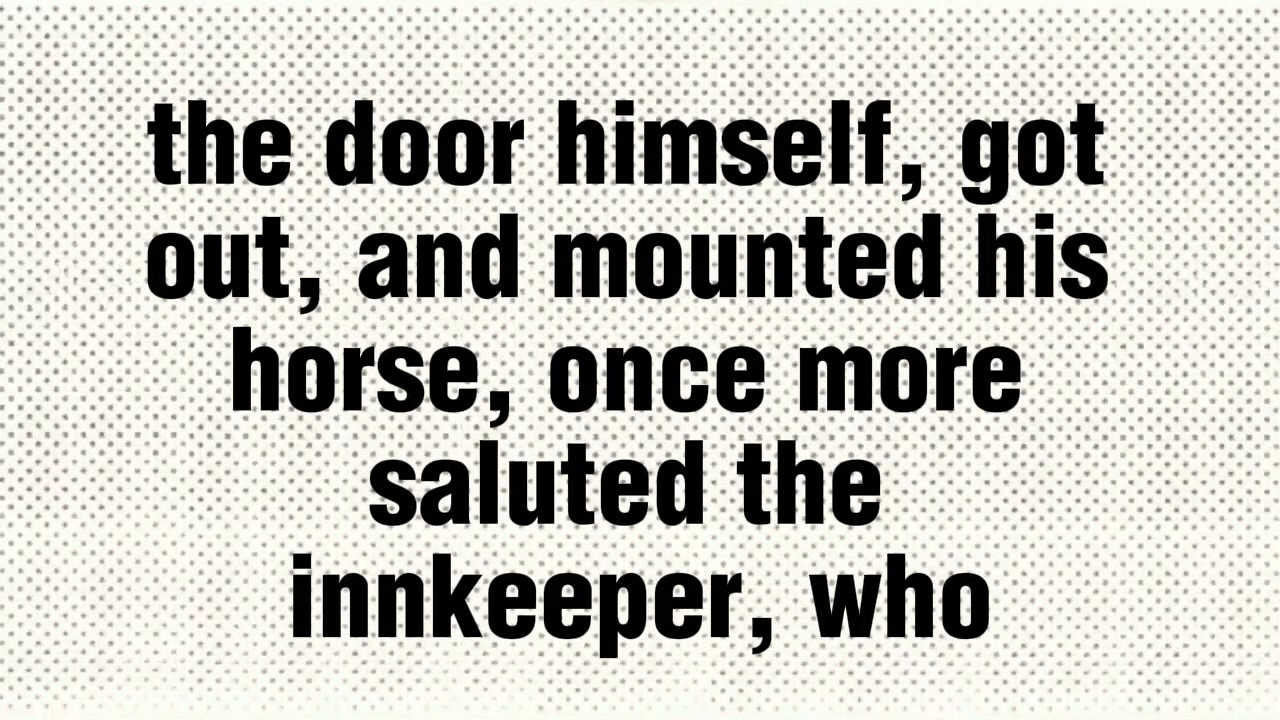 the door himself, got
out, and mounted his
horse, once more
saluted the
innkeeper, who